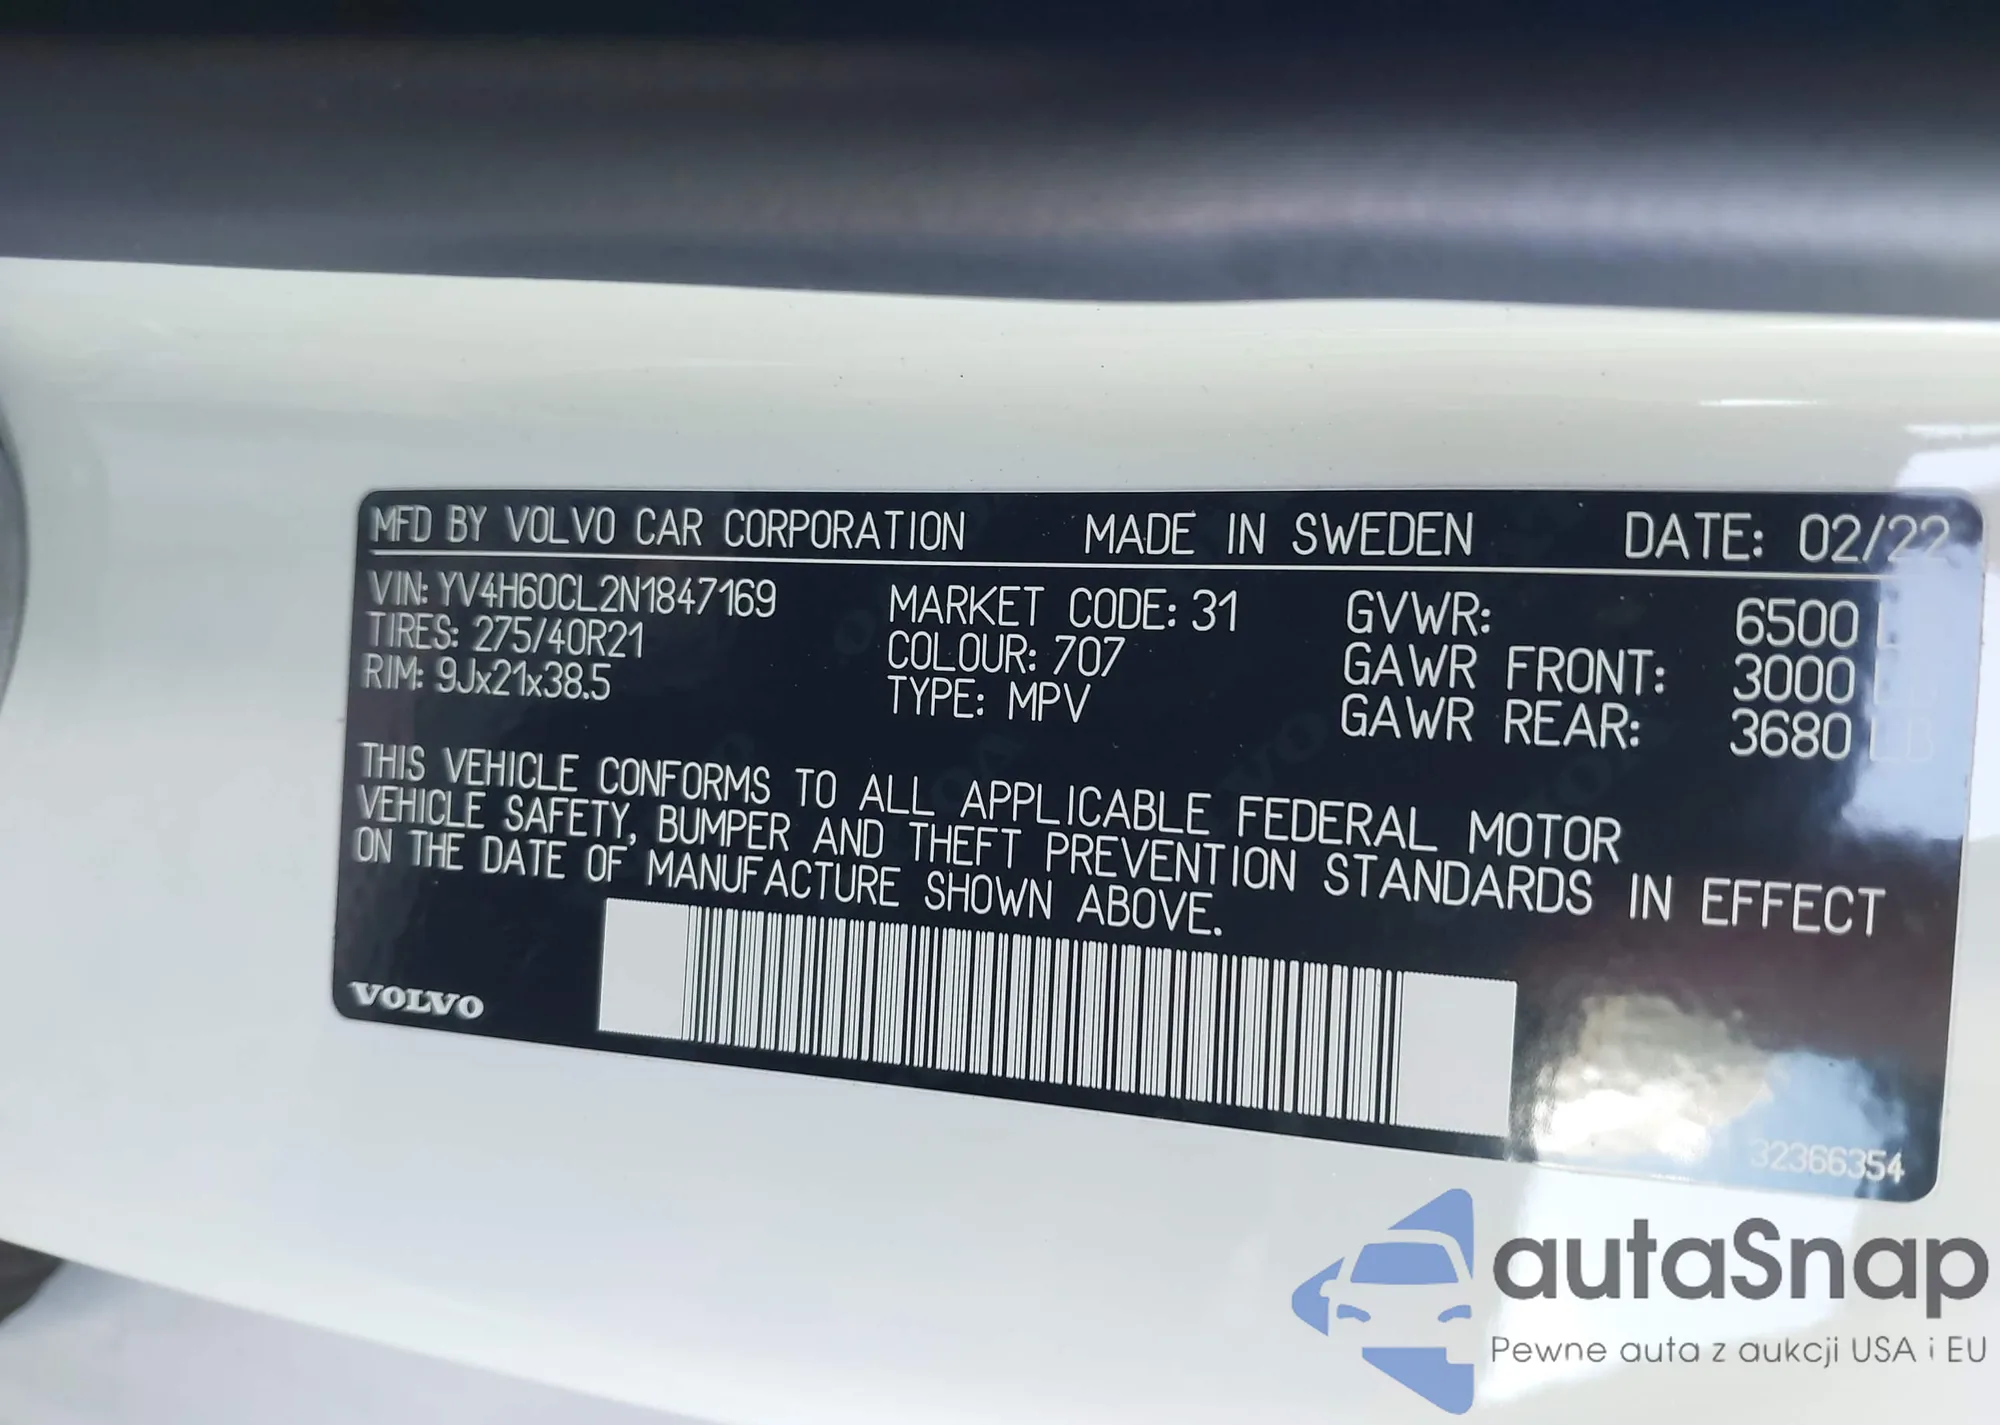 MFD BY VOLVO CAR CORPORATION MADE IN SWEDEN DATE: 02/22
VIN: YV4H60CL2N1847169 MARKET CODE: 31 GVWR: 6500 LB
TIRES: 275/40R21 COLOUR: 707 GAWR FRONT: 3000 LB
RIM: 9Jx21x38.5 TYPE: MPV GAWR REAR: 3680 LB
THIS VEHICLE CONFORMS TO ALL APPLICABLE FEDERAL MOTOR
VEHICLE SAFETY, BUMPER AND THEFT PREVENTION STANDARDS IN EFFECT
ON THE DATE OF MANUFACTURE SHOWN ABOVE.
VOLVO
32366354
autaSnap
Pewne auta z aukcji USA i EU